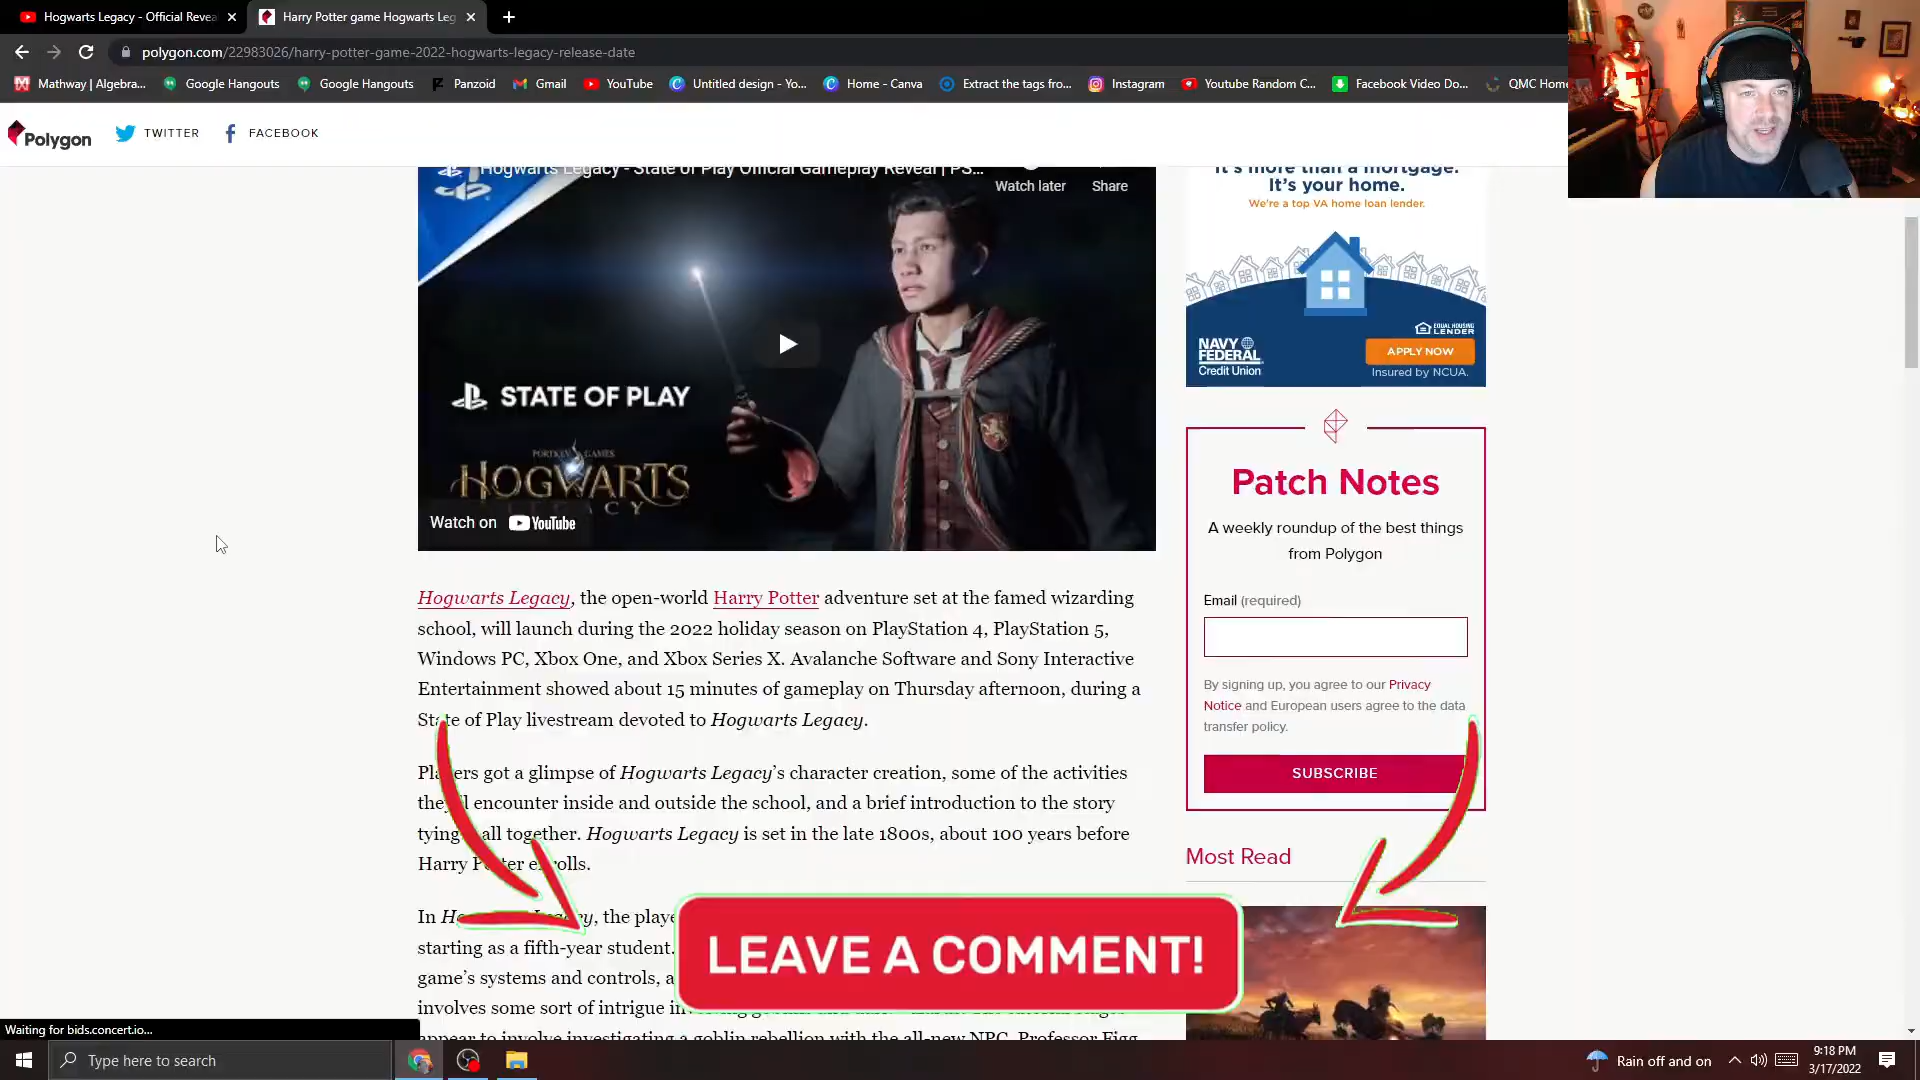 Hogwarts Legacy - Official Revea
Harry Potter game Hogwarts Leg
polygon.com/22983026/harry-potter-game-2022-hogwarts-legacy-release-date
Mathway | Algebra...
Google Hangouts
Google Hangouts
Panzoid
Gmail
YouTube
Untitled design - Yo...
Home - Canva
Extract the tags fro...
Instagram
Youtube Random C...
Facebook Video Do...
QMC Home
Polygon
TWITTER
FACEBOOK
Hogwarts Legacy - State of Play Official Gameplay Reveal | PS...
Watch later
Share
STATE OF PLAY
PORTKEY GAMES
HOGWARTS
LEGACY
Watch on YouTube
It's more than a mortgage.
It's your home.
We're a top VA home loan lender.
NAVY
FEDERAL
Credit Union
EQUAL HOUSING
LENDER
APPLY NOW
Insured by NCUA.
Patch Notes
A weekly roundup of the best things
from Polygon
Email (required)
By signing up, you agree to our Privacy
Notice and European users agree to the data
transfer policy.
SUBSCRIBE
Most Read
Hogwarts Legacy, the open-world Harry Potter adventure set at the famed wizarding
school, will launch during the 2022 holiday season on PlayStation 4, PlayStation 5,
Windows PC, Xbox One, and Xbox Series X. Avalanche Software and Sony Interactive
Entertainment showed about 15 minutes of gameplay on Thursday afternoon, during a
State of Play livestream devoted to Hogwarts Legacy.
Players got a glimpse of Hogwarts Legacy's character creation, some of the activities
they'll encounter inside and outside the school, and a brief introduction to the story
tying it all together. Hogwarts Legacy is set in the late 1800s, about 100 years before
Harry Potter enrolls.
In Hogwarts Legacy, the playe
starting as a fifth-year student.
game's systems and controls, a
involves some sort of intrigue
appear to involve investigating a goblin rebellion with the all-new NPC, Professor Figg
LEAVE A COMMENT!
Waiting for bids.concert.io...
Type here to search
Rain off and on
9:18 PM
3/17/2022